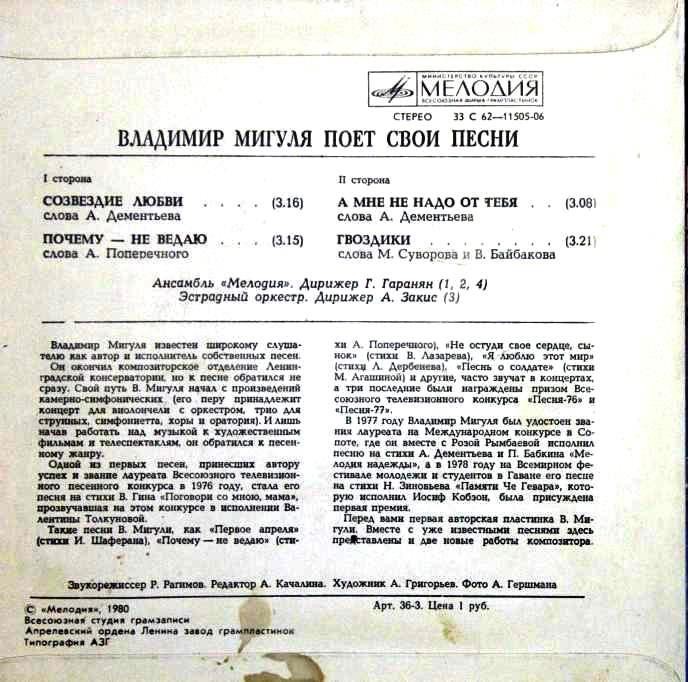 МИНИСТЕРСТВО КУЛЬТУРЫ СССР
МЕЛОДИЯ
ВСЕСОЮЗНАЯ ФИРМА ГРАМПЛАСТИНОК
СТЕРЕО 33 С 62—11505-06
ВЛАДИМИР МИГУЛЯ ПОЕТ СВОИ ПЕСНИ
I сторона
СОЗВЕЗДИЕ ЛЮБВИ . . . . (3.16)
слова А. Дементьева
ПОЧЕМУ — НЕ ВЕДАЮ . . . (3.15)
слова А. Поперечного
II сторона
А МНЕ НЕ НАДО ОТ ТЕБЯ . . (3.08)
слова А. Дементьева
ГВОЗДИКИ . . . . . . . . (3.21)
слова М. Суворова и В. Байбакова
Ансамбль «Мелодия». Дирижер Г. Гаранян (1, 2, 4)
Эстрадный оркестр. Дирижер А. Закис (3)
Владимир Мигуля известен широкому слуша-
телю как автор и исполнитель собственных песен.
Он окончил композиторское отделение Ленин-
градской консерватории, но к песне обратился не
сразу. Свой путь В. Мигуля начал с произведений
камерно-симфонических (его перу принадлежит
концерт для виолончели с оркестром, трио для
струнных, симфониетта, хоры и оратория). И лишь
начав работать над музыкой к художественным
фильмам и телеспектаклям, он обратился к песен-
ному жанру.
Одной из первых песен, принесших автору
успех и звание лауреата Всесоюзного телевизион-
ного песенного конкурса в 1976 году, стала его
песня на стихи В. Гина «Поговори со мною, мама»,
прозвучавшая на этом конкурсе в исполнении Ва-
лентины Толкуновой.
Такие песни В. Мигули, как «Первое апреля»
(стихи И. Шаферана), «Почему — не ведаю» (сти-
хи А. Поперечного), «Не остуди свое сердце, сы-
нок» (стихи В. Лазарева), «Я люблю этот мир»
(стихи Л. Дербенева), «Песнь о солдате» (стихи
М. Агашиной) и другие, часто звучат в концертах,
а три последние были награждены призом Все-
союзного телевизионного конкурса «Песня-76» и
«Песня-77».
В 1977 году Владимир Мигуля был удостоен зва-
ния лауреата на Международном конкурсе в Со-
поте, где он вместе с Розой Рымбаевой исполнил
песню на стихи А. Дементьева и П. Бабкина «Ме-
лодия надежды», а в 1978 году на Всемирном фе-
стивале молодежи и студентов в Гаване его песне
на стихи Н. Зиновьева «Памяти Че Гевара», кото-
рую исполнил Иосиф Кобзон, была присуждена
первая премия.
Перед вами первая авторская пластинка В. Ми-
гули. Вместе с уже известными песнями здесь
представлены и две новые работы композитора.
Звукорежиссер Р. Рагимов. Редактор А. Качалина. Художник А. Григорьев. Фото А. Гершмана
© «Мелодия», 1980
Всесоюзная студия грамзаписи
Апрелевский ордена Ленина завод грампластинок
Типография АЗГ
Арт. 36-3. Цена 1 руб.